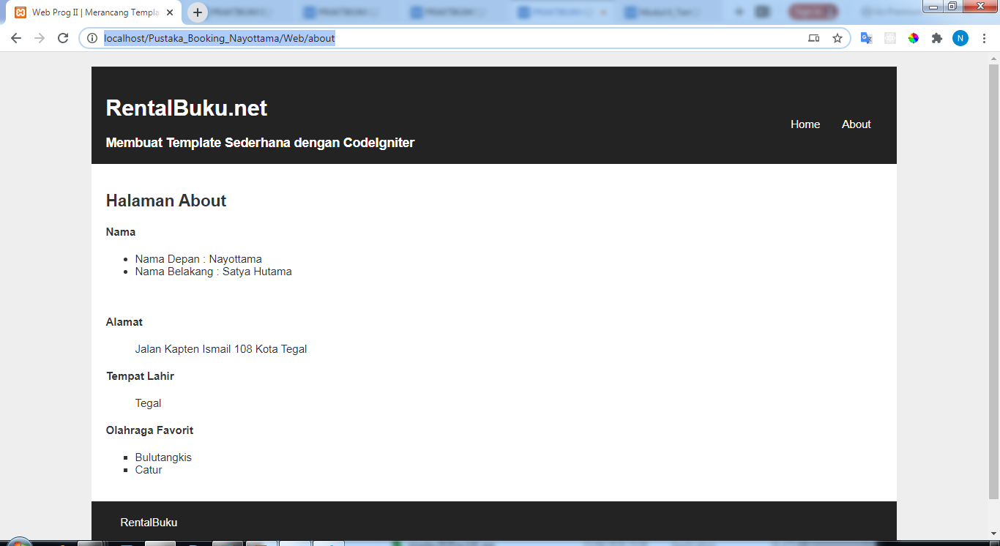 Web Prog II | Merancang Templa
localhost/Pustaka_Booking_Nayottama/Web/about
N
RentalBuku.net
Membuat Template Sederhana dengan CodeIgniter
Home
About
Halaman About
Nama
• Nama Depan : Nayottama
• Nama Belakang : Satya Hutama
Alamat
Jalan Kapten Ismail 108 Kota Tegal
Tempat Lahir
Tegal
Olahraga Favorit
▪ Bulutangkis
▪ Catur
RentalBuku